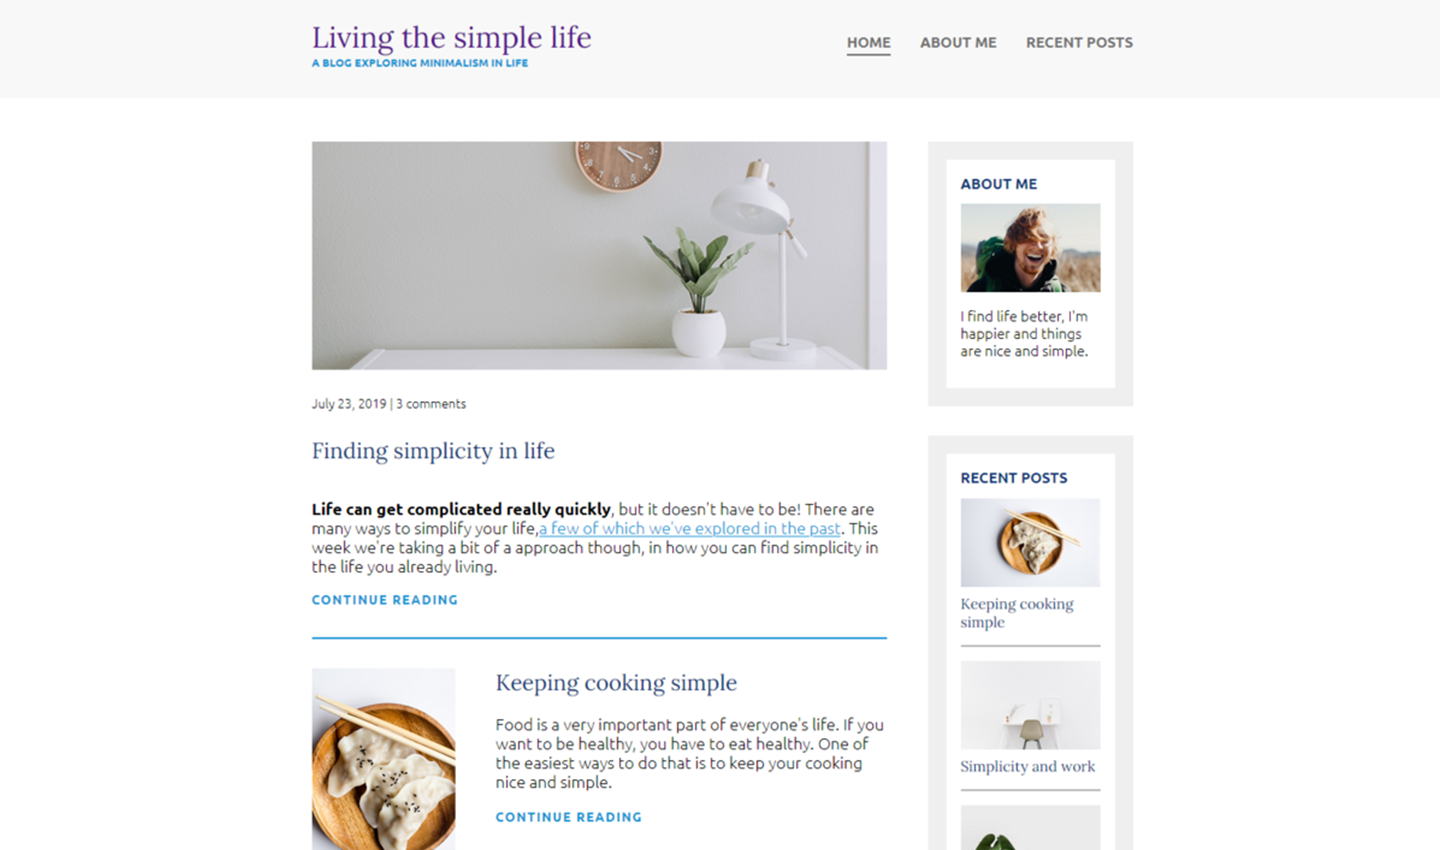 Living the simple life
A BLOG EXPLORING MINIMALISM IN LIFE
HOME ABOUT ME RECENT POSTS
July 23, 2019 | 3 comments
Finding simplicity in life
Life can get complicated really quickly, but it doesn't have to be! There are
many ways to simplify your life,a few of which we've explored in the past. This
week we're taking a bit of a approach though, in how you can find simplicity in
the life you already living.
CONTINUE READING
Keeping cooking simple
Food is a very important part of everyone's life. If you
want to be healthy, you have to eat healthy. One of
the easiest ways to do that is to keep your cooking
nice and simple.
CONTINUE READING
ABOUT ME
I find life better, I'm
happier and things
are nice and simple.
RECENT POSTS
Keeping cooking
simple
Simplicity and work